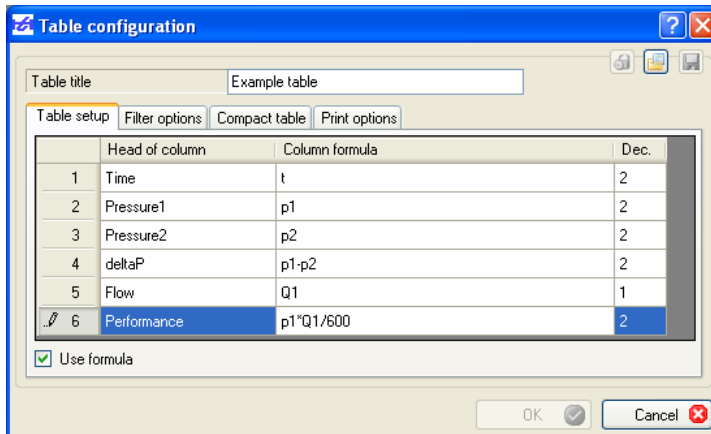 Table configuration
Table title Example table
Table setup Filter options Compact table Print options
Head of column Column formula Dec.
1 Time t 2
2 Pressure1 p1 2
3 Pressure2 p2 2
4 deltaP p1-p2 2
5 Flow Q1 1
6 Performance p1*Q1/600 2
Use formula
OK Cancel